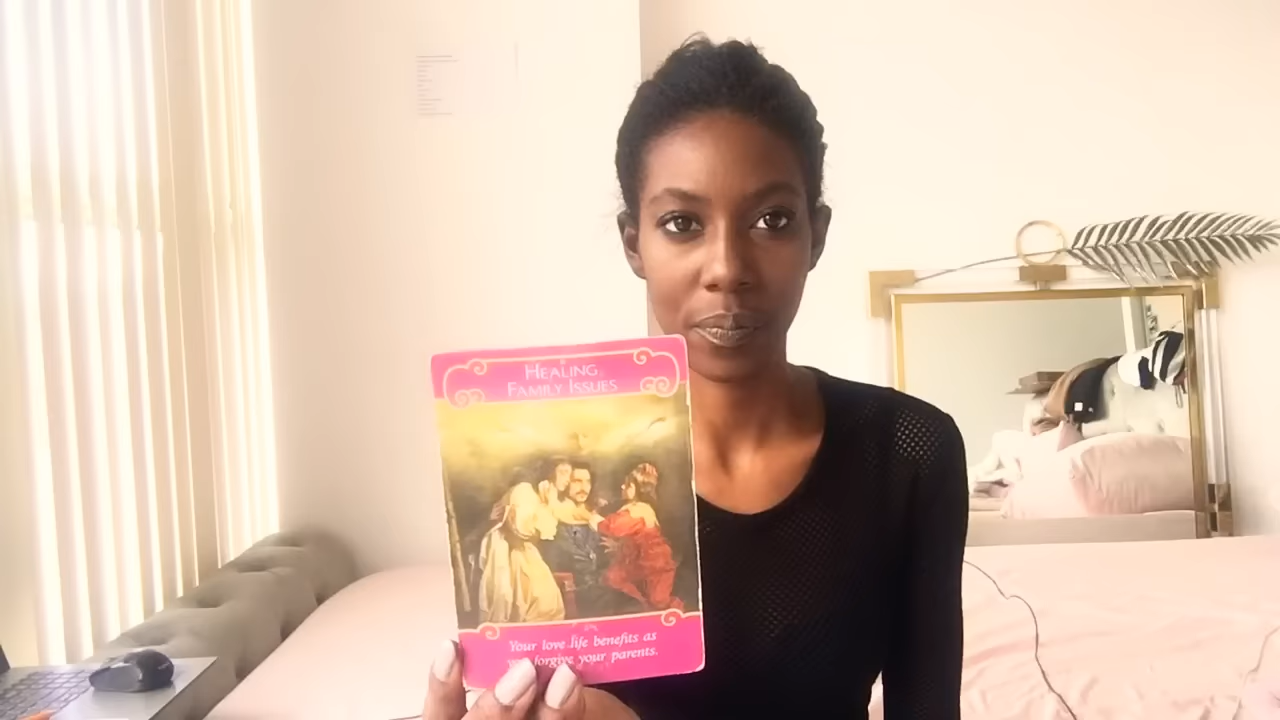 HEALING
FAMILY ISSUES
Your love life benefits as
forgive your parents.